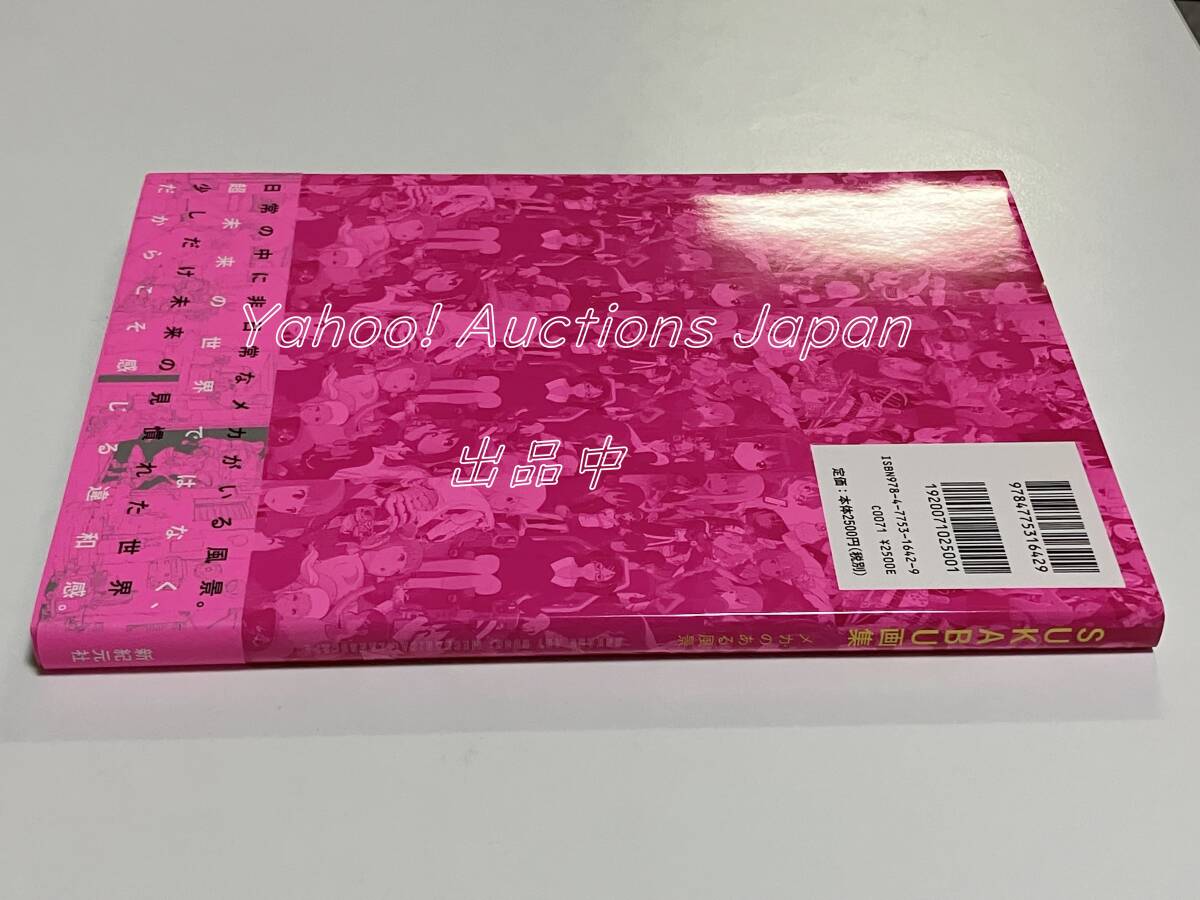 日常の中に非日常なメカがいる風景。
超未来の世界ではなく、
少しだけ未来の見慣れた世界
だからこそ感じる違和感。
Yahoo! Auctions Japan
出品中
9784775316429
1920071025001
ISBN978-4-7753-1642-9
C0071 ¥2500E
定価:本体2500円(税別)
SUKABU画集
メカのある風景
新紀元社